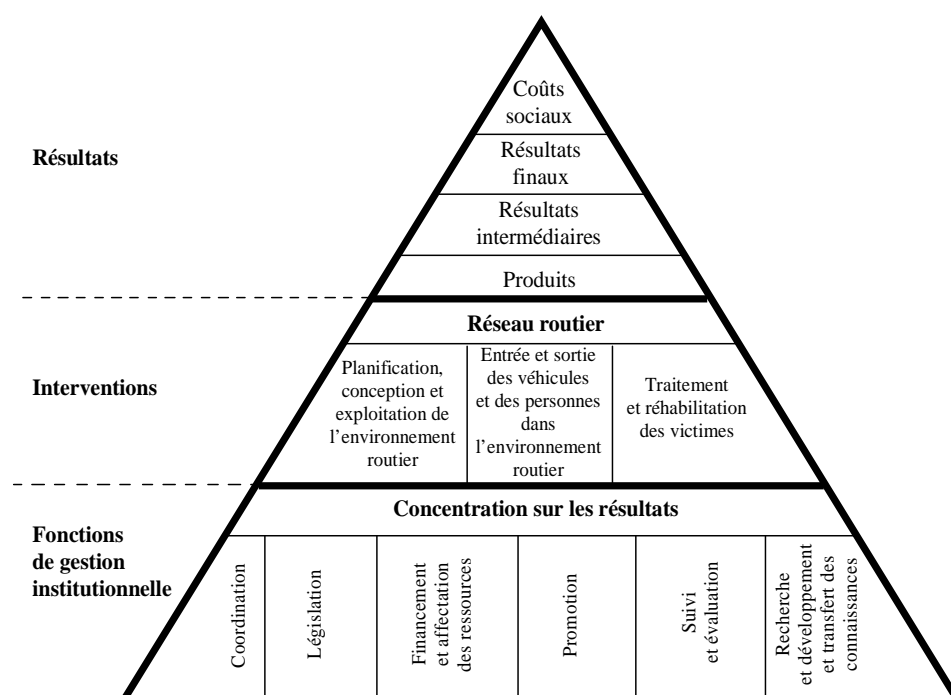 Coûts
sociaux
Résultats
Résultats
finaux
Résultats
intermédiaires
Produits
Réseau routier
Interventions
Planification,
conception et
exploitation de
l’environnement
routier
Entrée et sortie
des véhicules
et des personnes
dans
l’environnement
routier
Traitement
et réhabilitation
des victimes
Concentration sur les résultats
Fonctions
de gestion
institutionnelle
Coordination
Législation
Financement
et affectation
des ressources
Promotion
Suivi
et évaluation
Recherche
et développement
et transfert des
connaissances